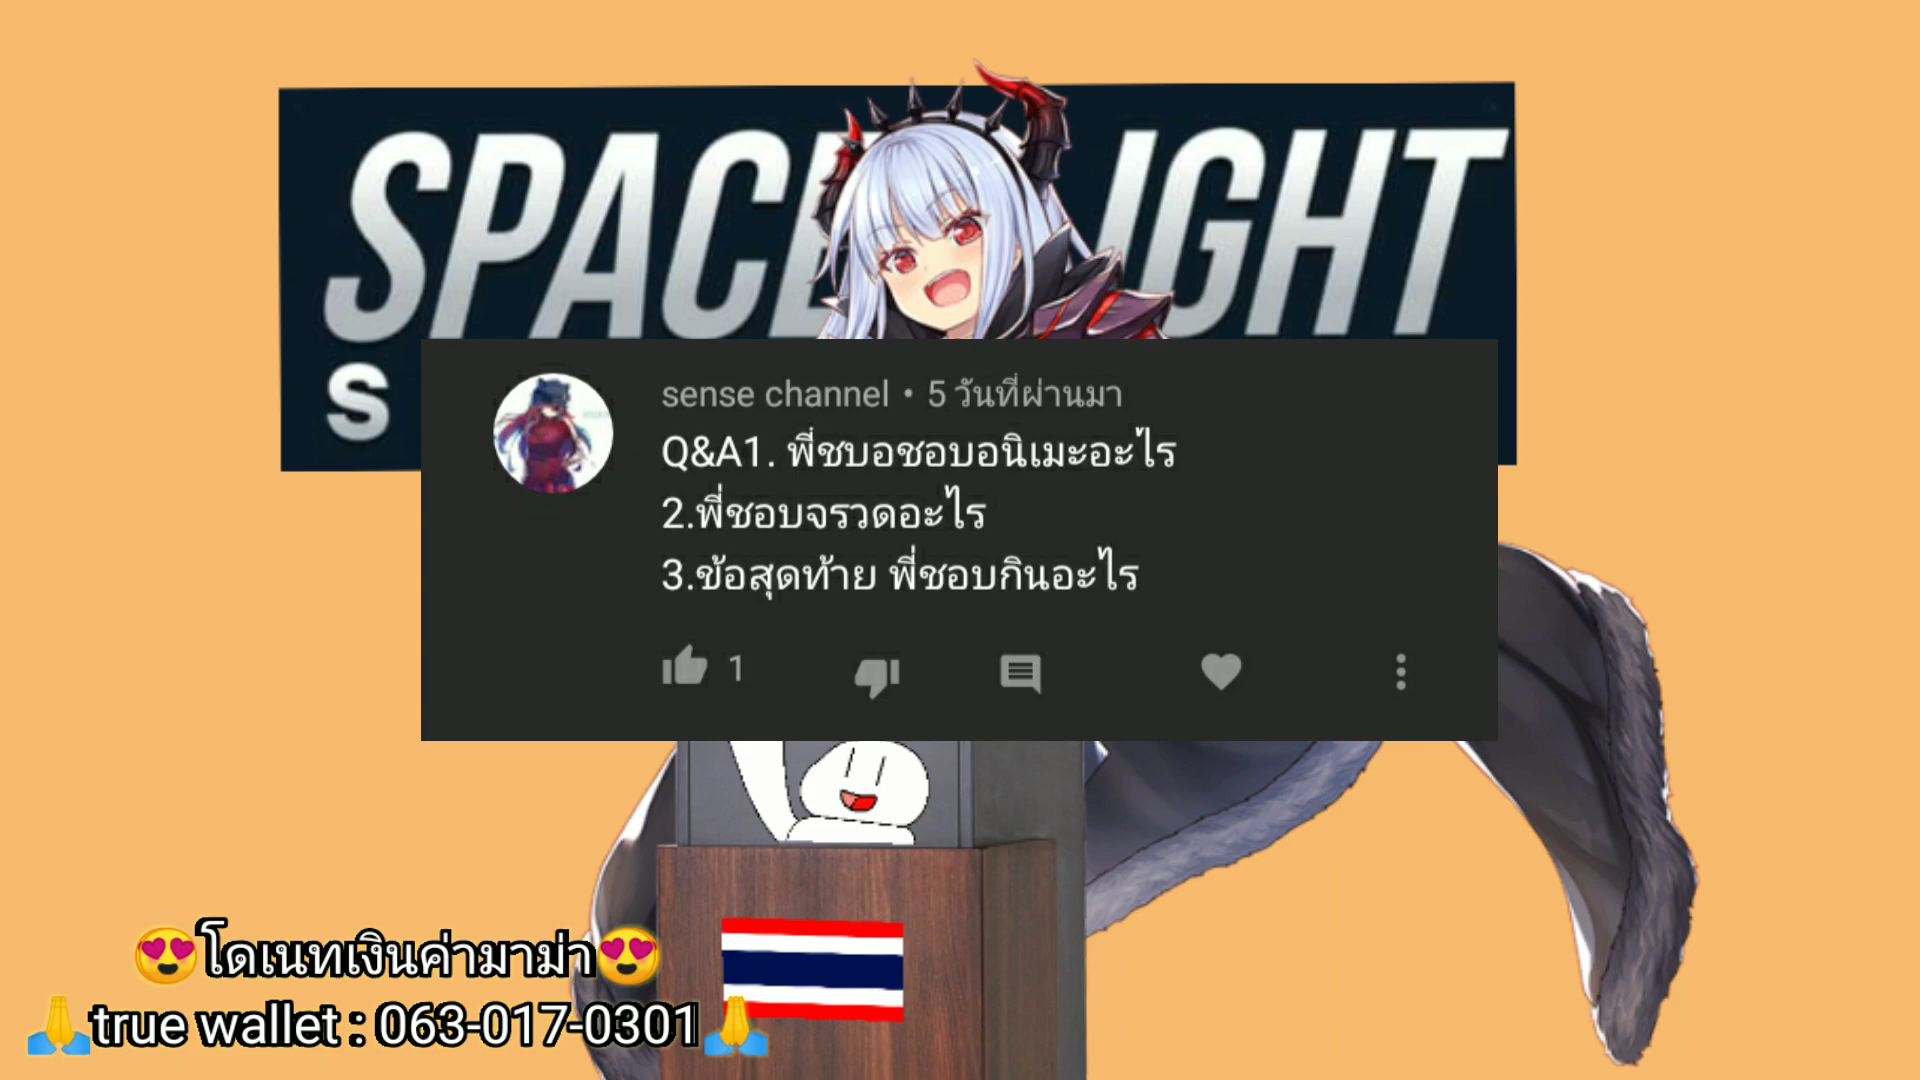 SPACE IGHT
S
sense channel • 5 วันที่ผ่านมา
Q&A1. พี่ชบอชอบอนิเมะอะไร
2.พี่ชอบจรวดอะไร
3.ข้อสุดท้าย พี่ชอบกินอะไร
1
😍โดเนทเงินค่ามาม่า😍
🙏true wallet : 063-017-0301🙏